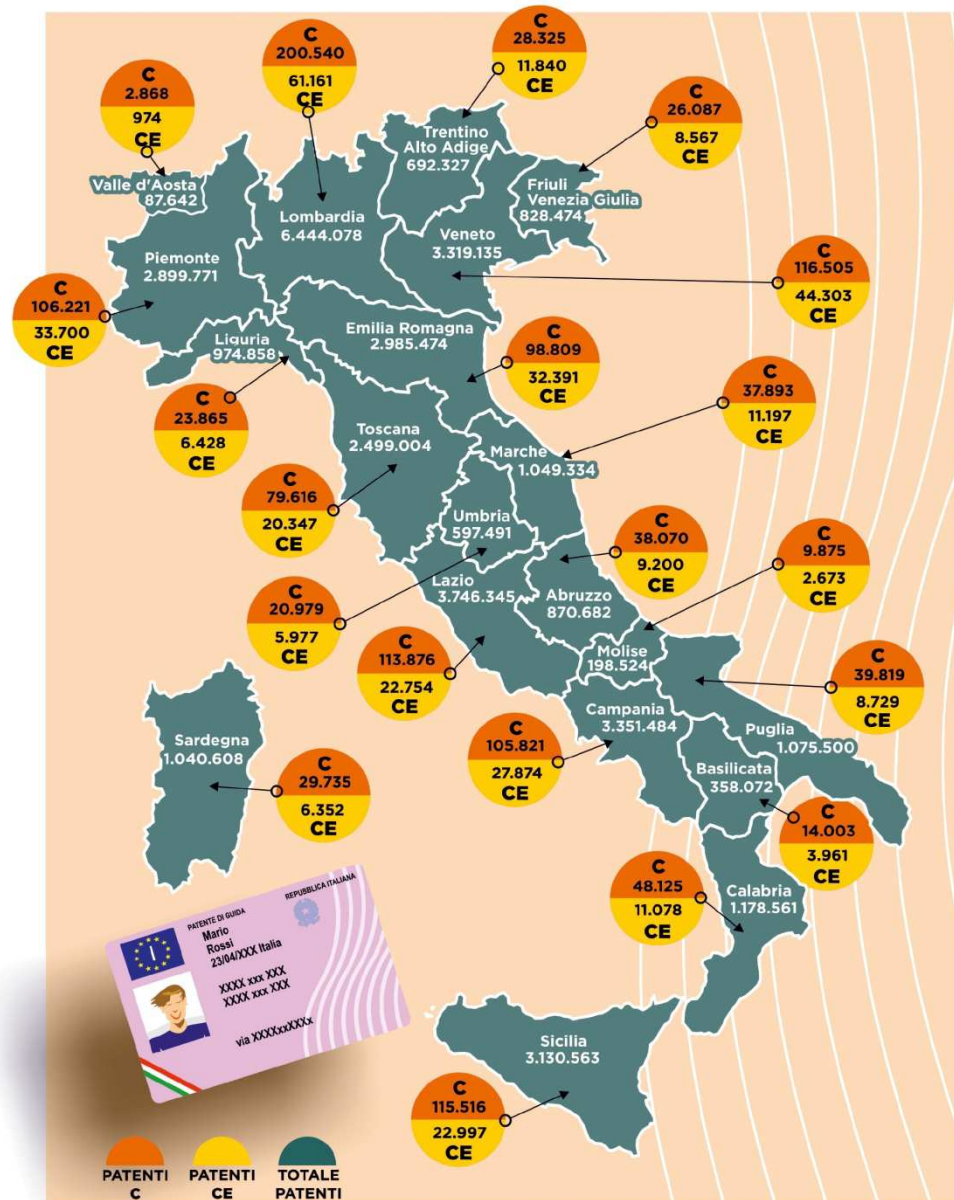 C
200.540
61.161
CE
C
28.325
11.840
CE
C
2.868
974
CE
C
26.087
8.567
CE
Trentino
Alto Adige
692.327
Valle d'Aosta
87.642
Friuli
Venezia Giulia
828.474
Lombardia
6.444.078
Veneto
3.319.135
Piemonte
2.899.771
C
116.505
44.303
CE
C
106.221
33.700
CE
Emilia Romagna
2.985.474
Liguria
974.858
C
98.809
32.391
CE
C
37.893
11.197
CE
C
23.865
6.428
CE
Toscana
2.499.004
Marche
1.049.334
C
79.616
20.347
CE
Umbria
597.491
C
38.070
9.200
CE
C
9.875
2.673
CE
Lazio
3.746.345
Abruzzo
870.682
C
20.979
5.977
CE
C
113.876
22.754
CE
Molise
198.524
C
39.819
8.729
CE
Campania
3.351.484
Puglia
1.075.500
C
105.821
27.874
CE
Sardegna
1.040.608
Basilicata
358.072
C
29.735
6.352
CE
C
14.003
3.961
CE
C
48.125
11.078
CE
Calabria
1.178.561
REPUBBLICA ITALIANA
PATENTE DI GUIDA
I
Mario
Rossi
23/04/XXX Italia
XXXX xxx XXX
XXXX xxx XXX
via XXXXxxXXXx
Sicilia
3.130.563
C
115.516
22.997
CE
PATENTI
C
PATENTI
CE
TOTALE
PATENTI